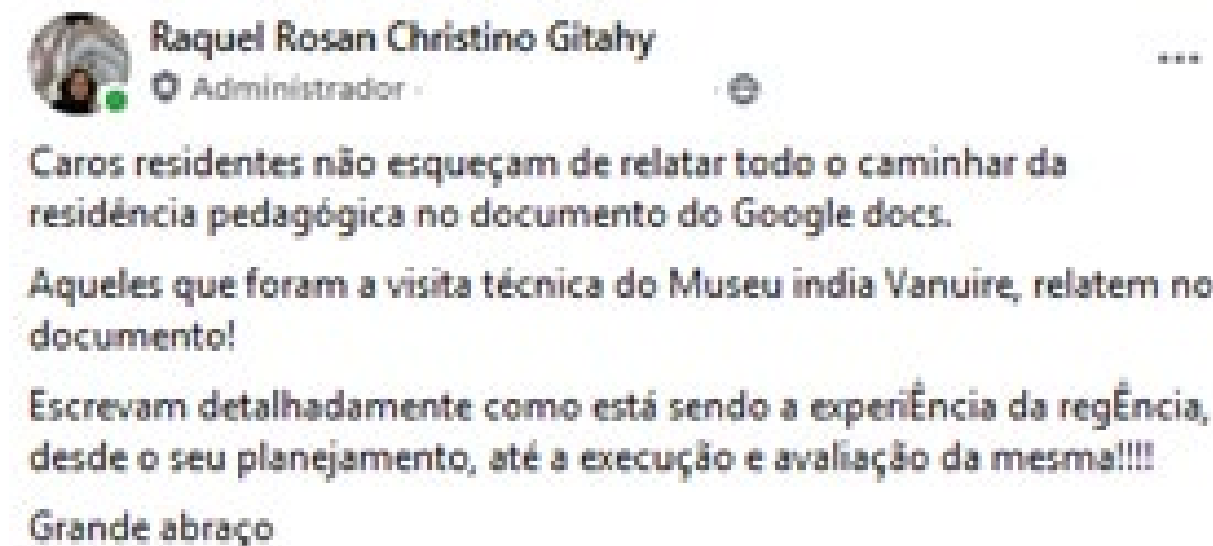 Raquel Rosan Christino Gitahy
Administrador ·
Caros residentes não esqueçam de relatar todo o caminhar da
residência pedagógica no documento do Google docs.
Aqueles que foram a visita técnica do Museu india Vanuire, relatem no
documento!
Escrevam detalhadamente como está sendo a experiÊncia da regÊncia,
desde o seu planejamento, até a execução e avaliação da mesma!!!!
Grande abraço